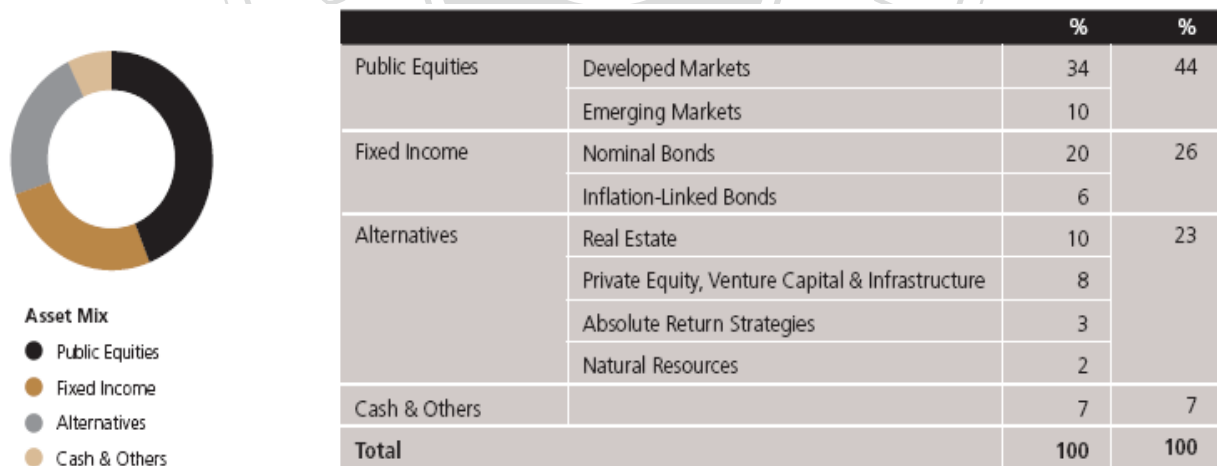 % %
Public Equities Developed Markets 34 44
Emerging Markets 10
Fixed Income Nominal Bonds 20 26
Inflation-Linked Bonds 6
Alternatives Real Estate 10 23
Private Equity, Venture Capital & Infrastructure 8
Absolute Return Strategies 3
Natural Resources 2
Cash & Others 7 7
Total 100 100
Asset Mix
Public Equities
Fixed Income
Alternatives
Cash & Others